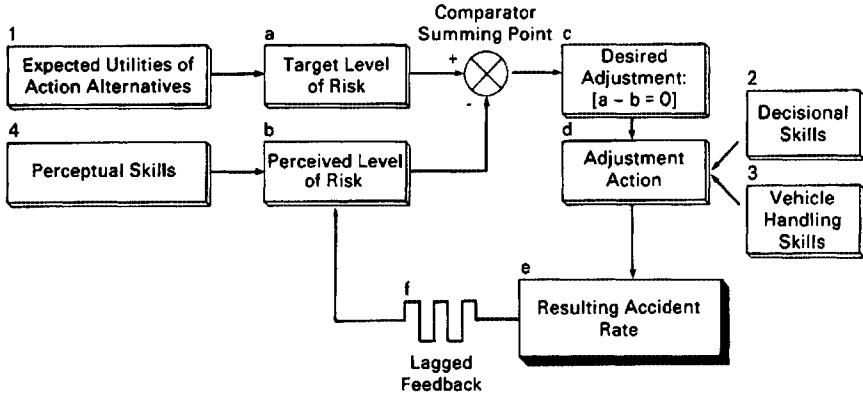 Comparator
Summing Point
1
Expected Utilities of
Action Alternatives
a
Target Level
of Risk
+
-
c
Desired
Adjustment:
[a - b = 0]
2
Decisional
Skills
4
Perceptual Skills
b
Perceived Level
of Risk
d
Adjustment
Action
3
Vehicle
Handling
Skills
e
Resulting Accident
Rate
f
Lagged
Feedback